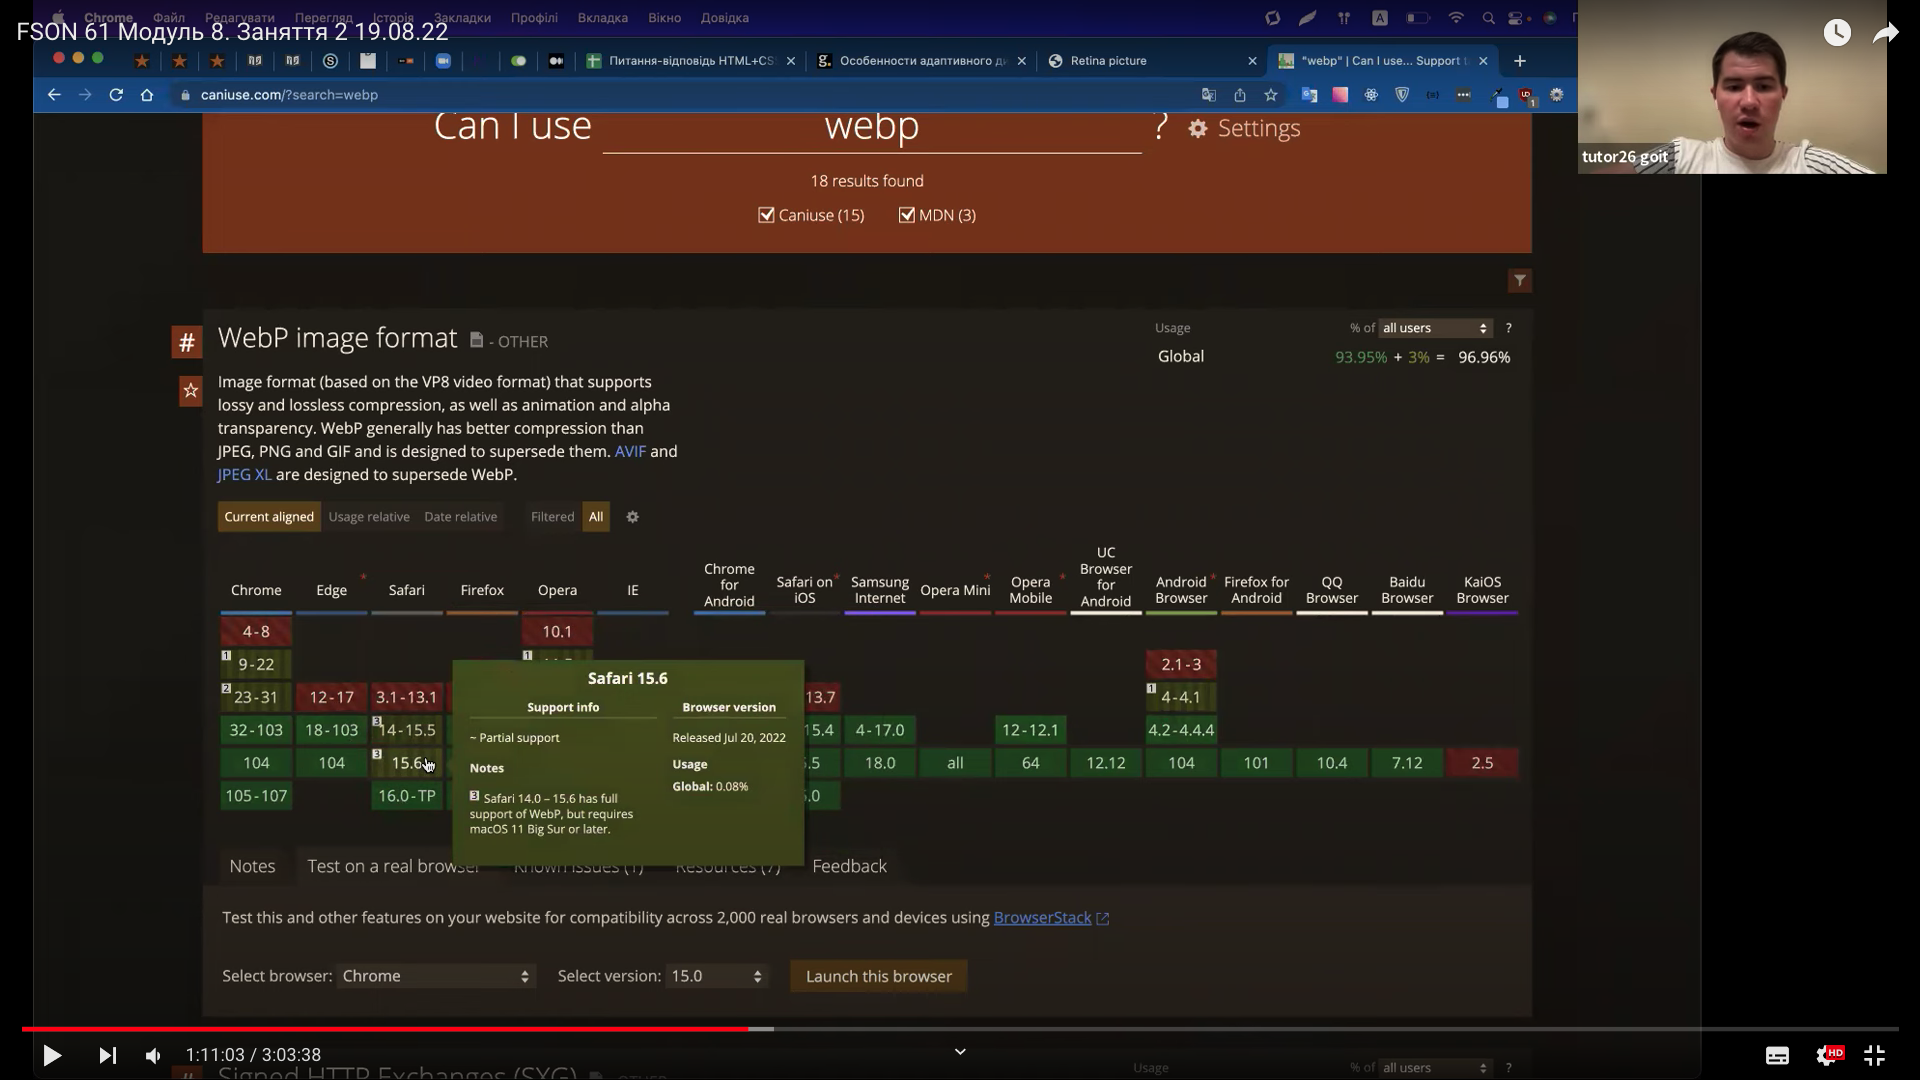 Chrome Файл Редагувати Перегляд Історія Закладки Профілі Вкладка Вікно Довідка
FSON 61 Модуль 8. Заняття 2 19.08.22
Питання-відповідь HTML+CS
Особенности адаптивного ди
Retina picture
"webp" | Can I use... Support t
caniuse.com/?search=webp
tutor26 goit
Can I use webp ? Settings
18 results found
Caniuse (15) MDN (3)
# WebP image format - OTHER
Usage % of all users ?
Global 93.95% + 3% = 96.96%
Image format (based on the VP8 video format) that supports
lossy and lossless compression, as well as animation and alpha
transparency. WebP generally has better compression than
JPEG, PNG and GIF and is designed to supersede them. AVIF and
JPEG XL are designed to supersede WebP.
Current aligned Usage relative Date relative Filtered All
Chrome Edge * Safari Firefox Opera IE
Chrome for Android
Safari on iOS *
Samsung Internet
Opera Mini *
Opera Mobile *
UC Browser for Android
Android Browser *
Firefox for Android
QQ Browser
Baidu Browser
KaiOS Browser
4-8 10.1
1 9-22 1 2.1-3
2 23-31 12-17 3.1-13.1 13.7 1 4-4.1
32-103 18-103 3 14-15.5 15.4 4-17.0 12-12.1 4.2-4.4.4
104 104 3 15.6 .5 18.0 all 64 12.12 104 101 10.4 7.12 2.5
105-107 16.0-TP .0
Safari 15.6
Support info
~ Partial support
Notes
3 Safari 14.0 – 15.6 has full
support of WebP, but requires
macOS 11 Big Sur or later.
Browser version
Released Jul 20, 2022
Usage
Global: 0.08%
Notes Test on a real browser Known issues (1) Resources (7) Feedback
Test this and other features on your website for compatibility across 2,000 real browsers and devices using BrowserStack
Select browser: Chrome Select version: 15.0 Launch this browser
1:11:03 / 3:03:38
HD
# Signed HTTP Exchanges (SXG) - OTHER
Usage % of all users ?